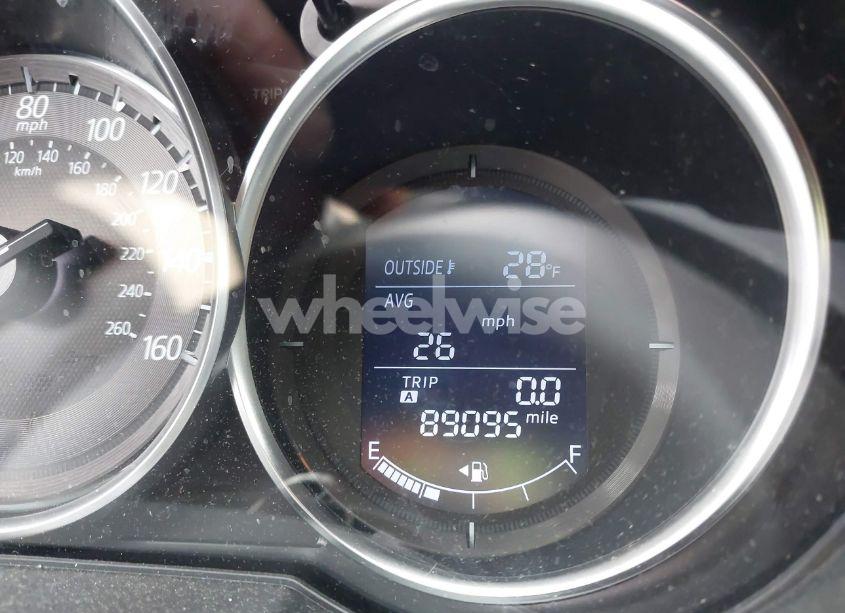 TRIP
80
mph
100
120
140
160
120 140 160
km/h
180
200
220
240
260
OUTSIDE 28°F
AVG
mph
26
TRIP 0.0
A
89095 mile
E F
wheelwise